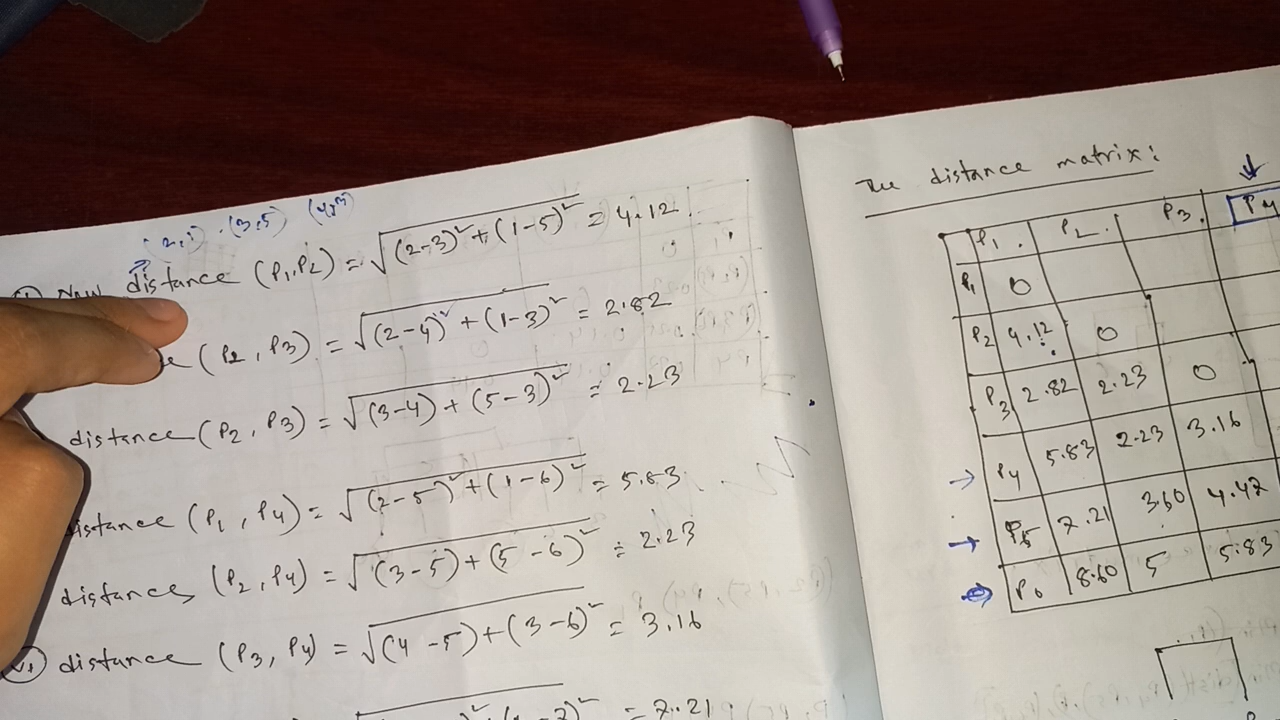 (2,1) . (3,5) (4,3)
Now distance (P1, P2) = √(2-3)² + (1-5)² = 4.12
(P2, P3) = √(2-4)² + (1-3)² = 2.82
distance (P2, P3) = √(3-4) + (5-3)² = 2.23
distance (P1, P4) = √(2-5)² + (1-6)² = 5.83
distances (P2, P4) = √(3-5) + (5-6)² = 2.23
(vi) distance (P3, P4) = √(4-5) + (3-6)² = 3.16
= 7.21
The distance matrix:
P1. P2. P3. P4
P1 0
P2 4.12 0
P3 2.82 2.23 0
P4 5.83 2.23 3.16
P5 7.21 3.60 4.47
P6 8.60 5 5.83